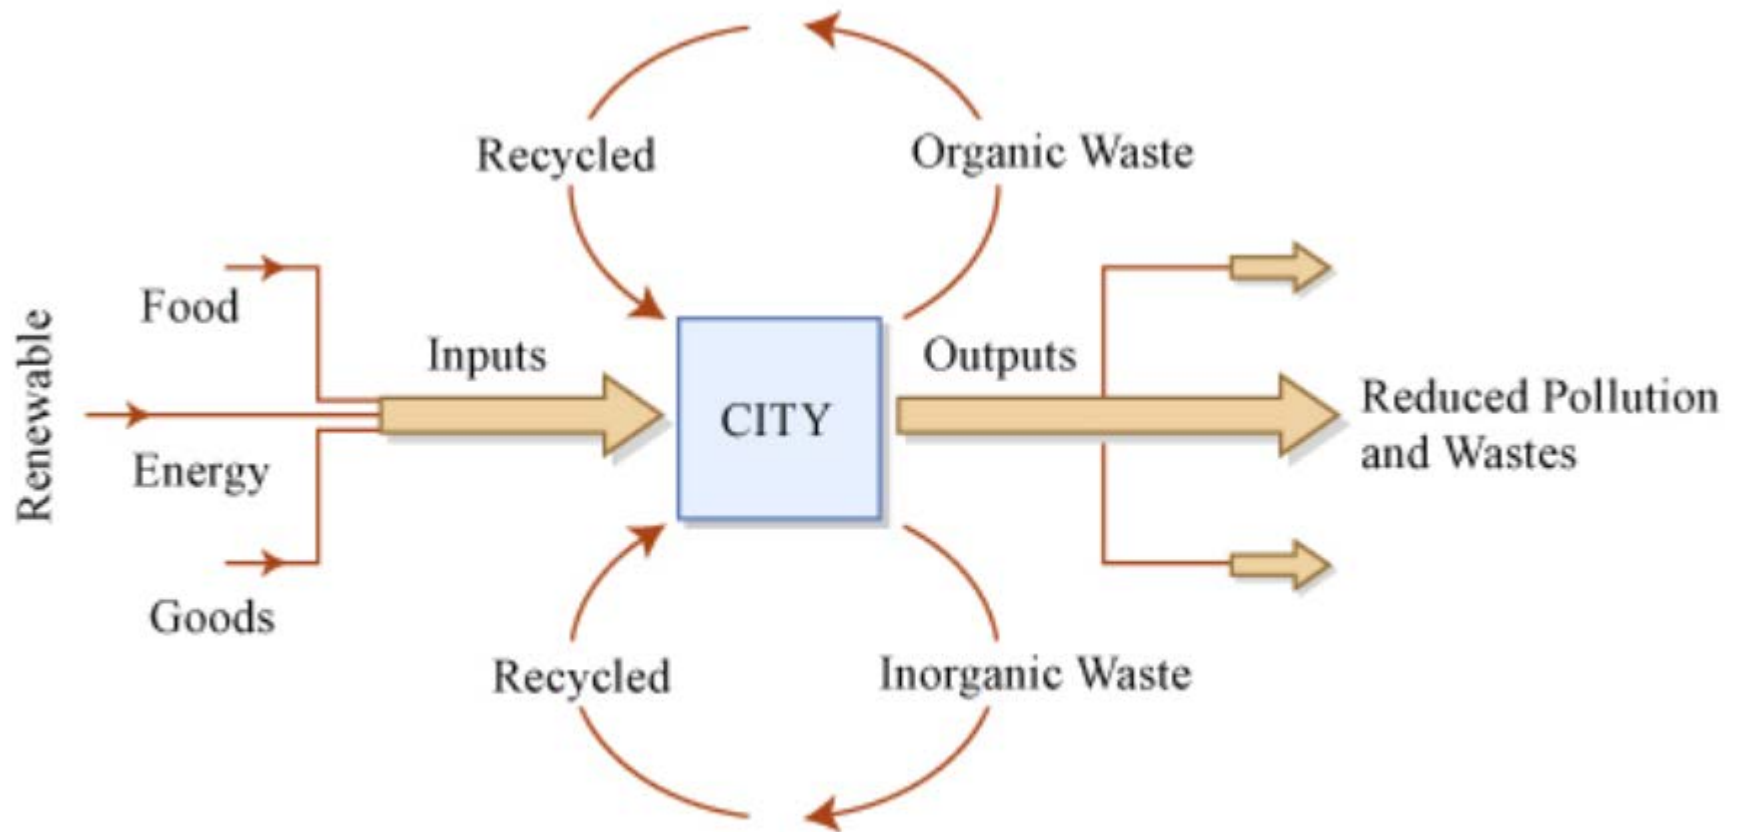 Recycled
Organic Waste
Renewable
Food
Energy
Goods
Inputs
CITY
Outputs
Reduced Pollution
and Wastes
Recycled
Inorganic Waste